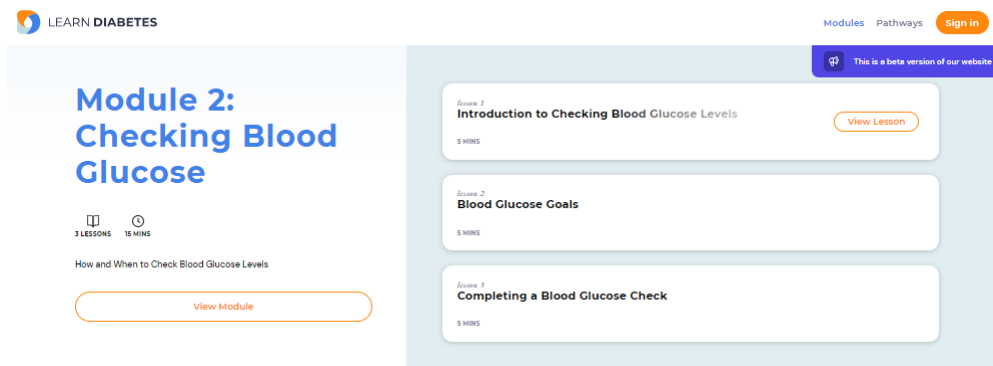 LEARN DIABETES
Modules
Pathways
Sign in
This is a beta version of our website
Module 2:
Checking Blood
Glucose
3 LESSONS
15 MINS
How and When to Check Blood Glucose Levels
View Module
lesson 1
Introduction to Checking Blood Glucose Levels
5 MINS
View Lesson
lesson 2
Blood Glucose Goals
5 MINS
lesson 3
Completing a Blood Glucose Check
5 MINS